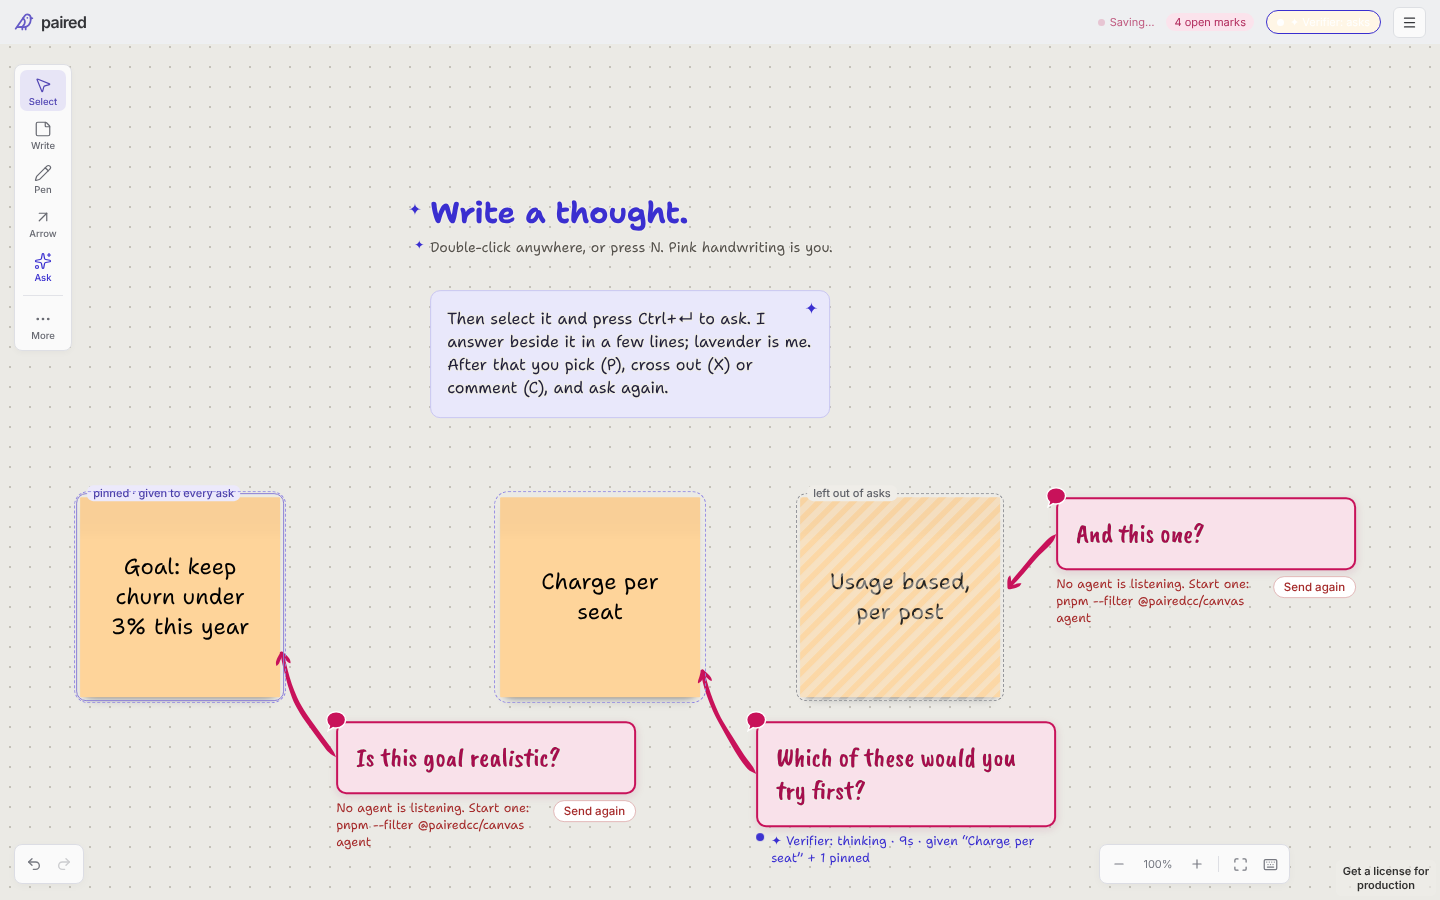 paired
Saving...
4 open marks
Select
Write
Pen
Arrow
Ask
More
Write a thought.
Double-click anywhere, or press N. Pink handwriting is you.
Then select it and press Ctrl+↵ to ask. I
answer beside it in a few lines; lavender is me.
After that you pick (P), cross out (X) or
comment (C), and ask again.
pinned · given to every ask
Goal: keep
churn under
3% this year
Charge per
seat
left out of asks
Usage based,
per post
And this one?
No agent is listening. Start one:
pnpm --filter @pairedcc/canvas
agent
Send again
Is this goal realistic?
No agent is listening. Start one:
pnpm --filter @pairedcc/canvas
agent
Send again
Which of these would you
try first?
✦ Verifier: thinking · 9s · given "Charge per
seat" + 1 pinned
100%
Get a license for
production